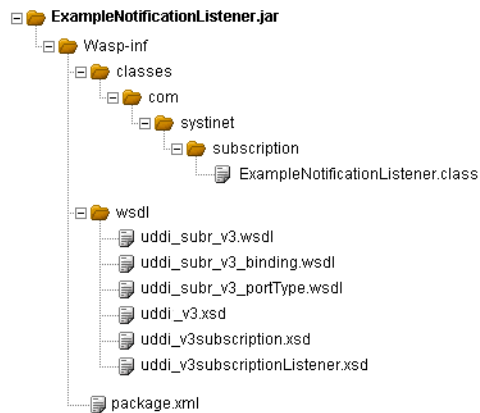 ExampleNotificationListener.jar
Wasp-inf
classes
com
systinet
subscription
ExampleNotificationListener.class
wsdl
uddi_subr_v3.wsdl
uddi_subr_v3_binding.wsdl
uddi_subr_v3_portType.wsdl
uddi_v3.xsd
uddi_v3subscription.xsd
uddi_v3subscriptionListener.xsd
package.xml